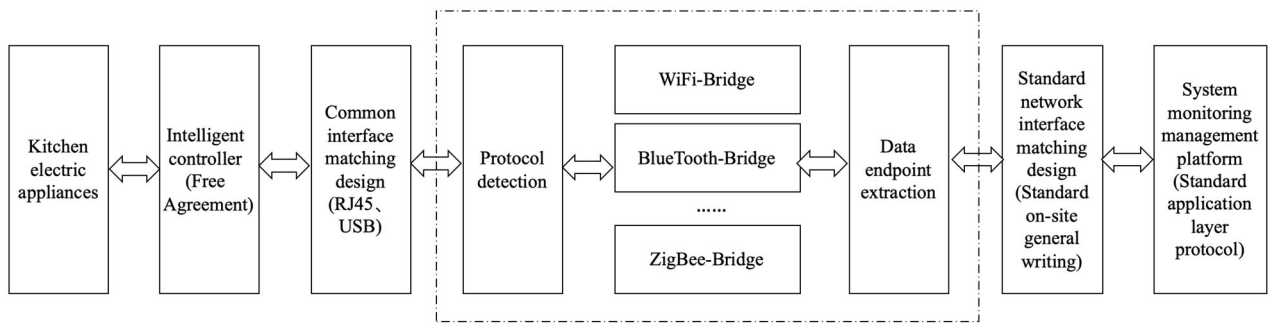 Kitchen
electric
appliances
Intelligent
controller
(Free
Agreement)
Common
interface
matching
design
(RJ45、
USB)
Protocol
detection
WiFi-Bridge
BlueTooth-Bridge
......
ZigBee-Bridge
Data
endpoint
extraction
Standard
network
interface
matching
design
(Standard
on-site
general
writing)
System
monitoring
management
platform
(Standard
application
layer
protocol)